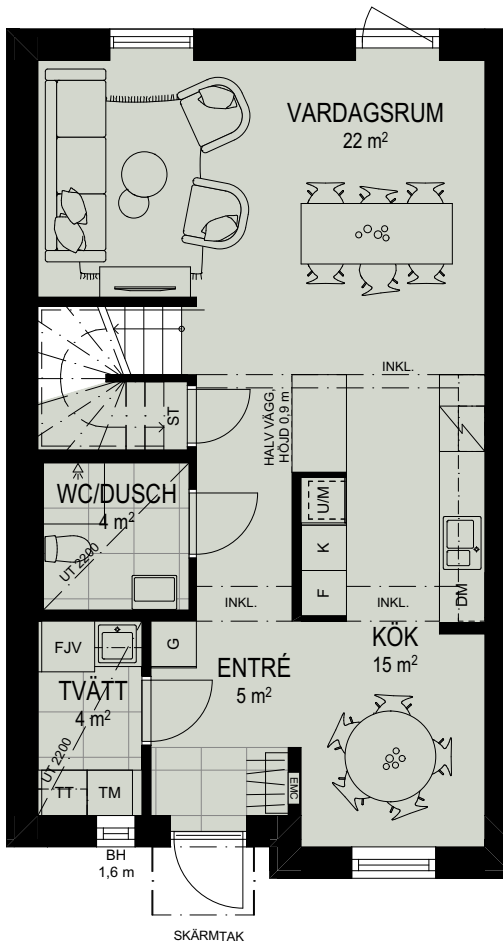 VARDAGSRUM
22 m²
INKL.
ST
HALV VÄGG,
HÖJD 0,9 m
WC/DUSCH
4 m²
UT 2200
U/M
K
F
DM
INKL.
INKL.
FJV
G
KÖK
15 m²
ENTRÉ
5 m²
TVÄTT
4 m²
UT 2200
TT
TM
EMC
BH
1,6 m
SKÄRMTAK